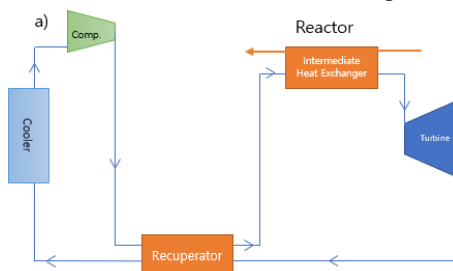 a)
Comp.
Reactor
Intermediate
Heat Exchanger
Cooler
Turbine
Recuperator